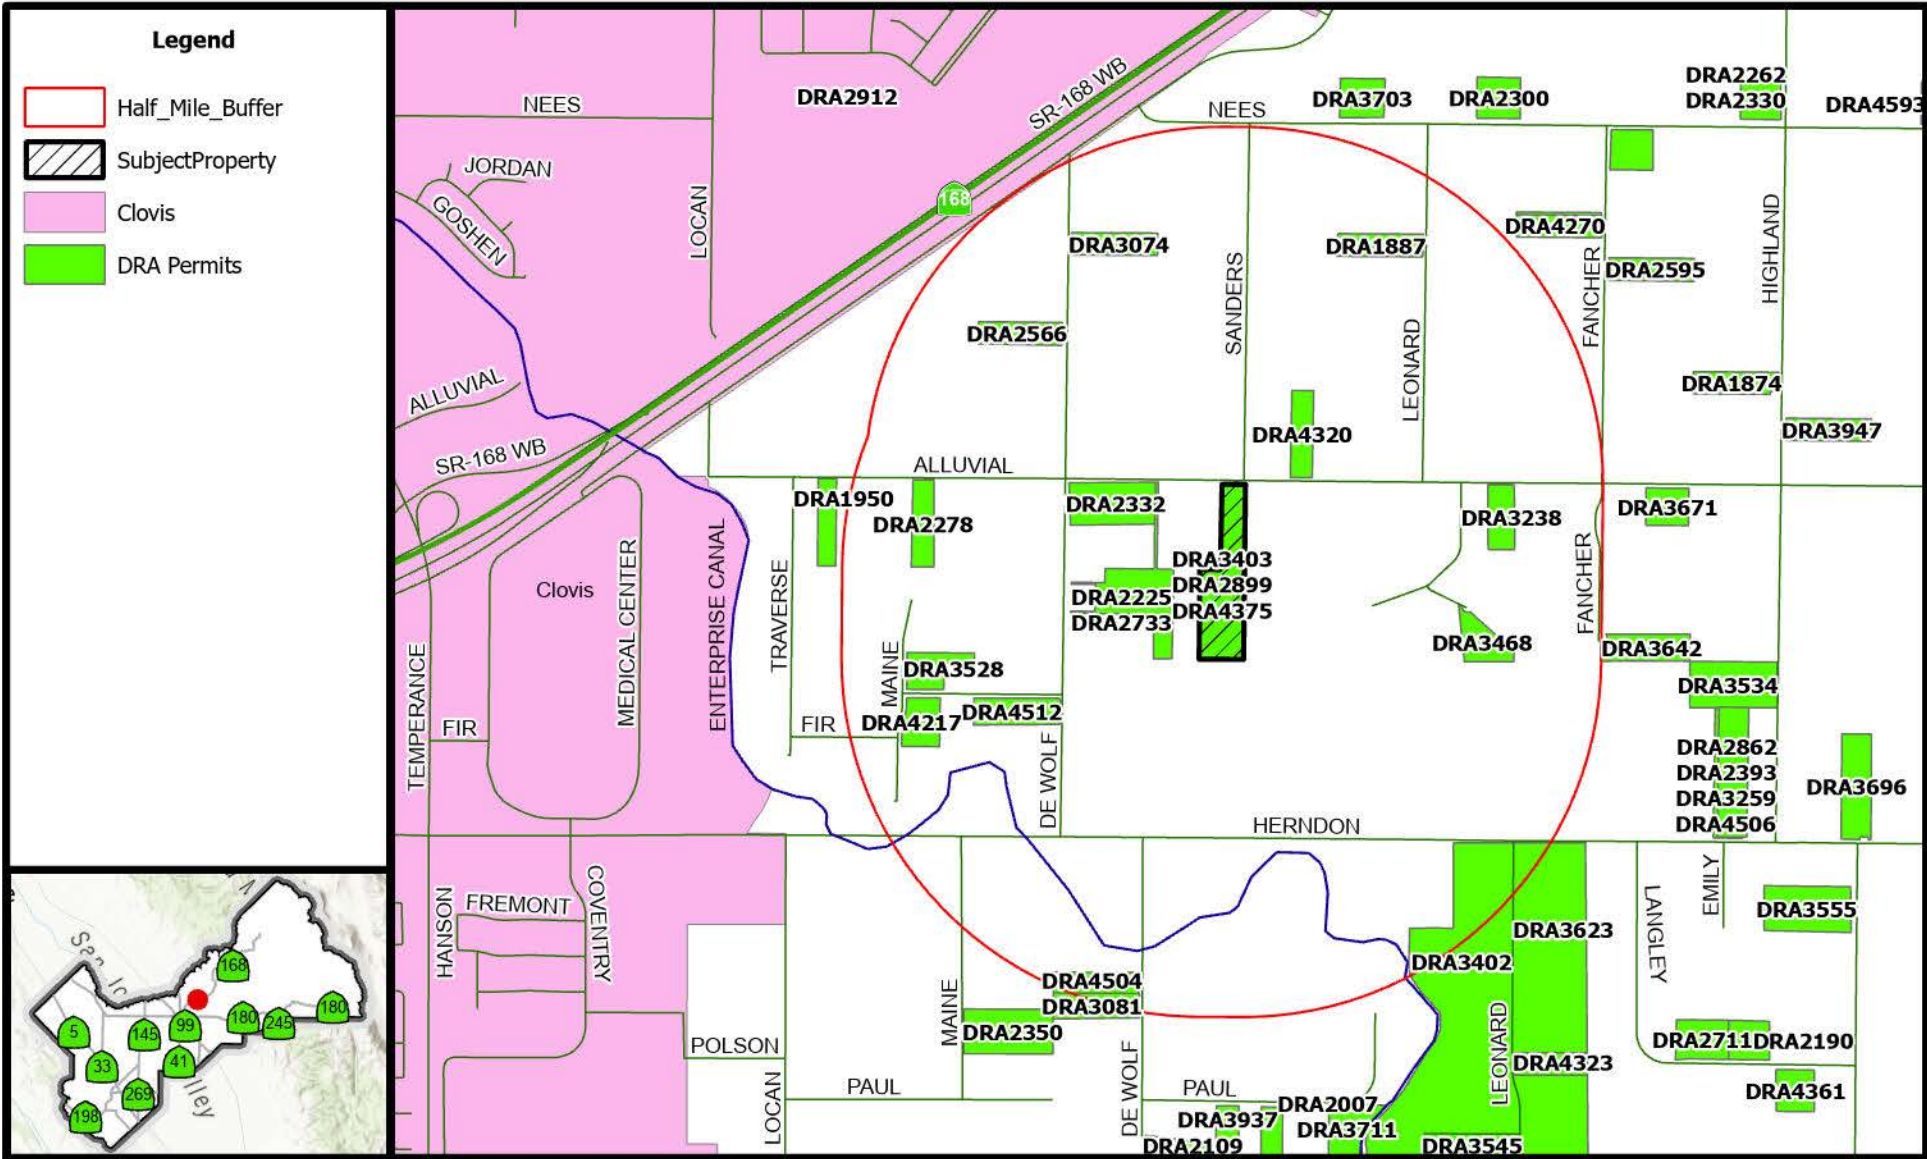 Legend
Half_Mile_Buffer
SubjectProperty
Clovis
DRA Permits
NEES
DRA2912
SR-168 WB
NEES
DRA3703
DRA2300
DRA2262
DRA2330
DRA4593
JORDAN
GOSHEN
LOCAN
168
DRA3074
SANDERS
DRA1887
DRA4270
FANCHER
DRA2595
HIGHLAND
DRA2566
LEONARD
ALLUVIAL
DRA1874
DRA4320
DRA3947
SR-168 WB
ALLUVIAL
DRA1950
DRA2278
DRA2332
DRA3238
DRA3671
Clovis
MEDICAL CENTER
ENTERPRISE CANAL
TRAVERSE
DRA3403
DRA2899
DRA4375
DRA2225
DRA2733
FANCHER
DRA3468
DRA3642
TEMPERANCE
MAINE
DRA3528
DRA3534
FIR
FIR
DRA4217
DRA4512
DE WOLF
DRA2862
DRA2393
DRA3259
DRA4506
DRA3696
HERNDON
HANSON
FREMONT
COVENTRY
LANGLEY
EMILY
DRA3555
DRA3623
DRA3402
DRA4504
DRA3081
MAINE
DRA2350
LEONARD
DRA2711
DRA2190
POLSON
DRA4323
LOCAN
PAUL
DE WOLF
PAUL
DRA4361
DRA2007
DRA3937
DRA3711
DRA2109
DRA3545
168
180
180
245
5
145
99
33
41
269
198
lley